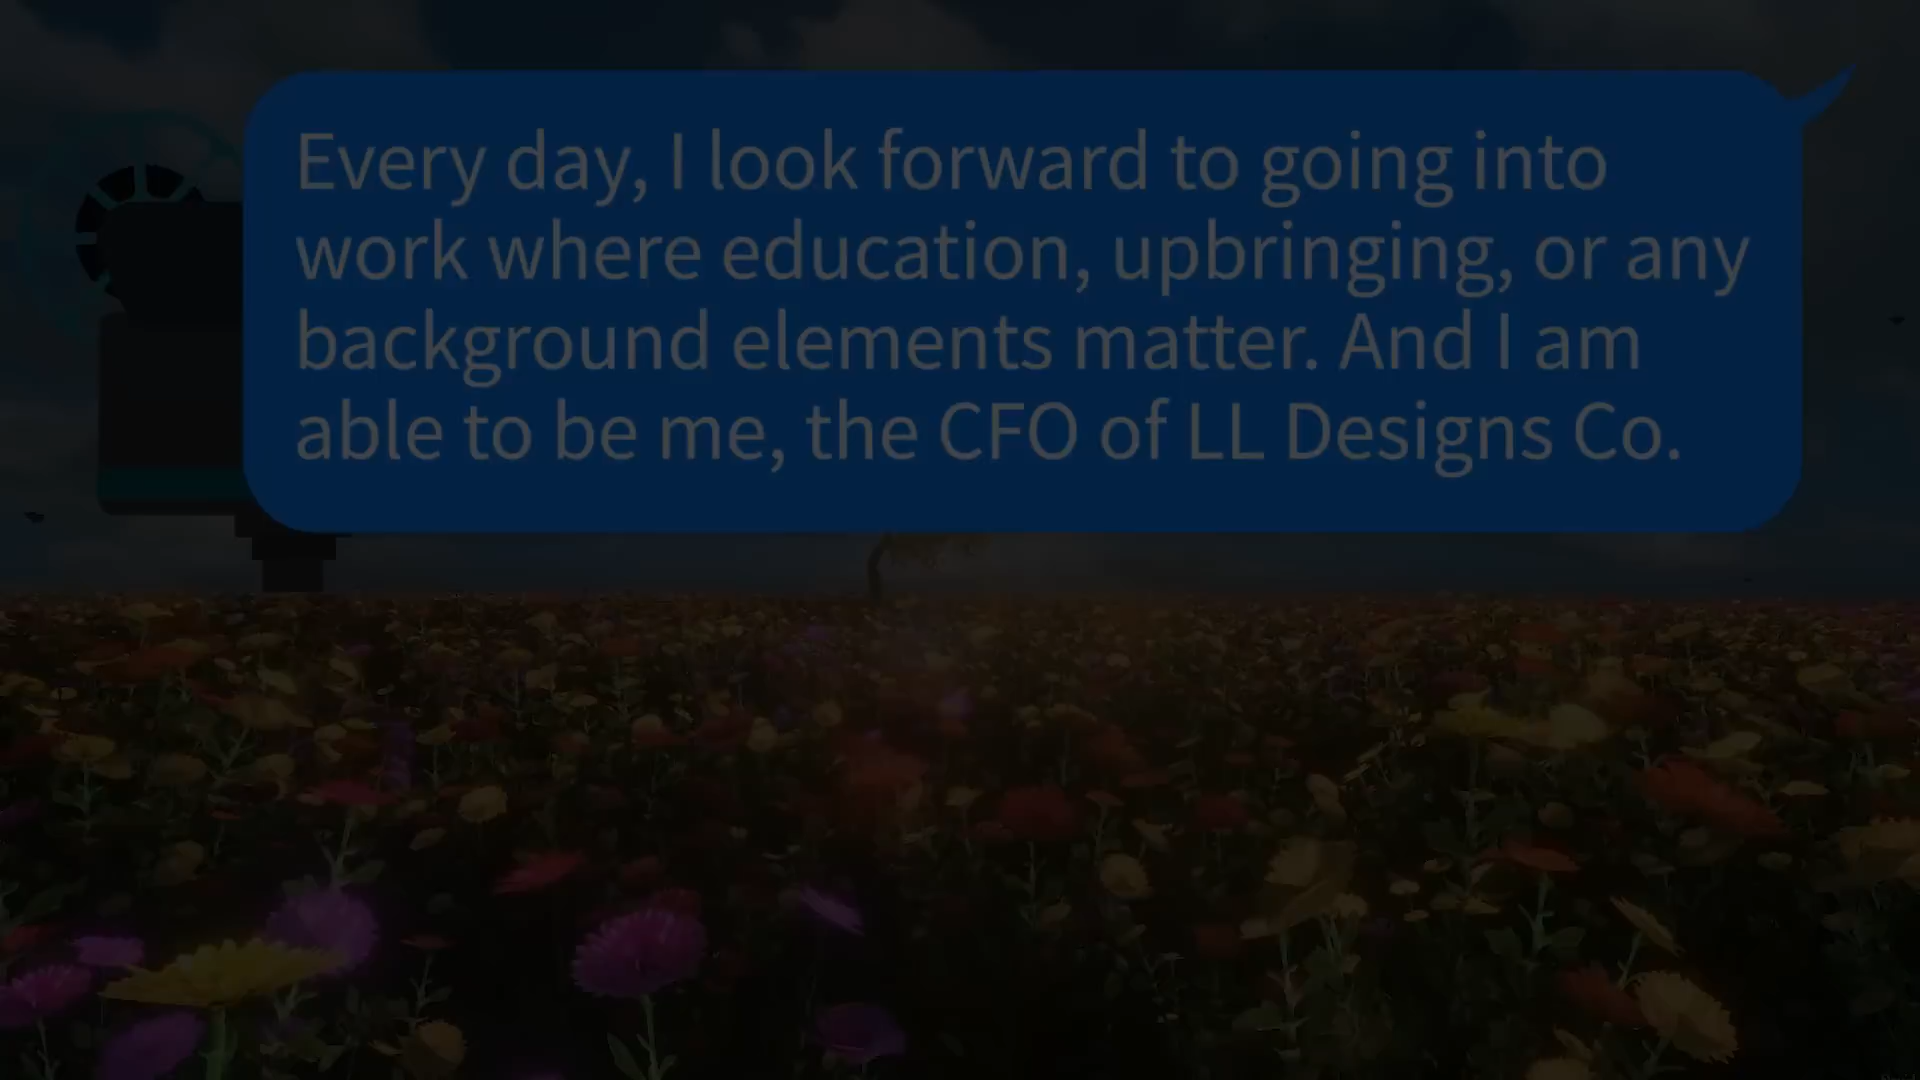 Every day, I look forward to going into
work where education, upbringing, or any
background elements matter. And I am
able to be me, the CFO of LL Designs Co.